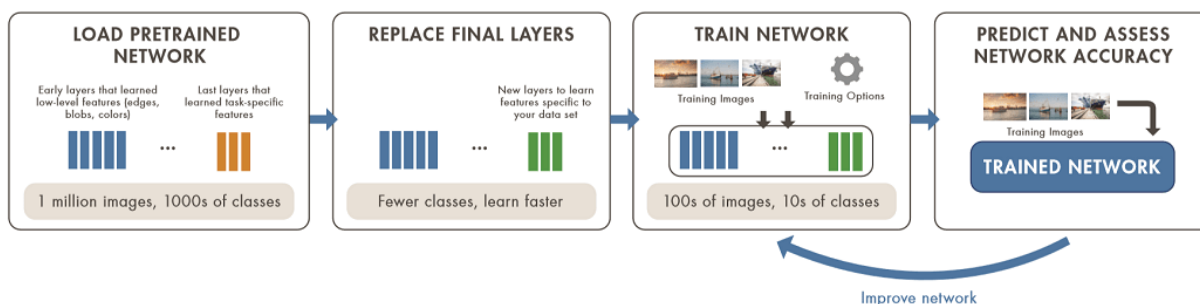 LOAD PRETRAINED
NETWORK
Early layers that learned
low-level features (edges,
blobs, colors)
Last layers that
learned task-specific
features
...
1 million images, 1000s of classes
REPLACE FINAL LAYERS
New layers to learn
features specific to
your data set
...
Fewer classes, learn faster
TRAIN NETWORK
Training Images
Training Options
...
100s of images, 10s of classes
PREDICT AND ASSESS
NETWORK ACCURACY
Training Images
TRAINED NETWORK
Improve network